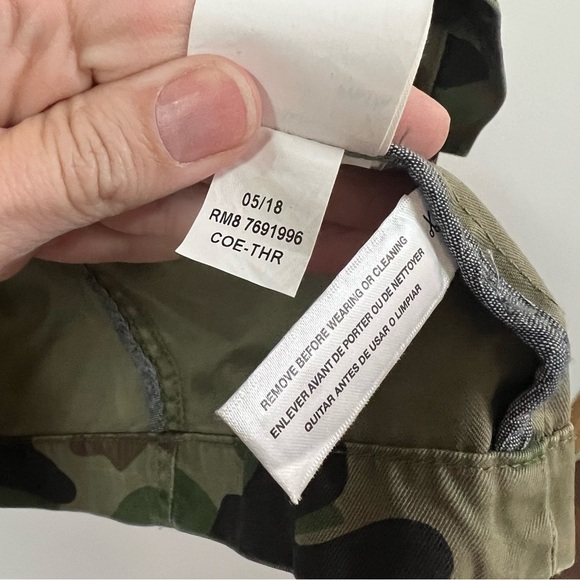 05/18
RM8 7691996
COE-THR
REMOVE BEFORE WEARING OR CLEANING
ENLEVER AVANT DE PORTER OU DE NETTOYER
QUITAR ANTES DE USAR O LIMPIAR